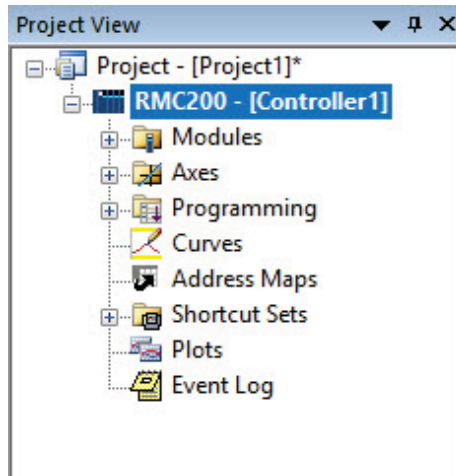 Project View
Project - [Project1]*
RMC200 - [Controller1]
Modules
Axes
Programming
Curves
Address Maps
Shortcut Sets
Plots
Event Log